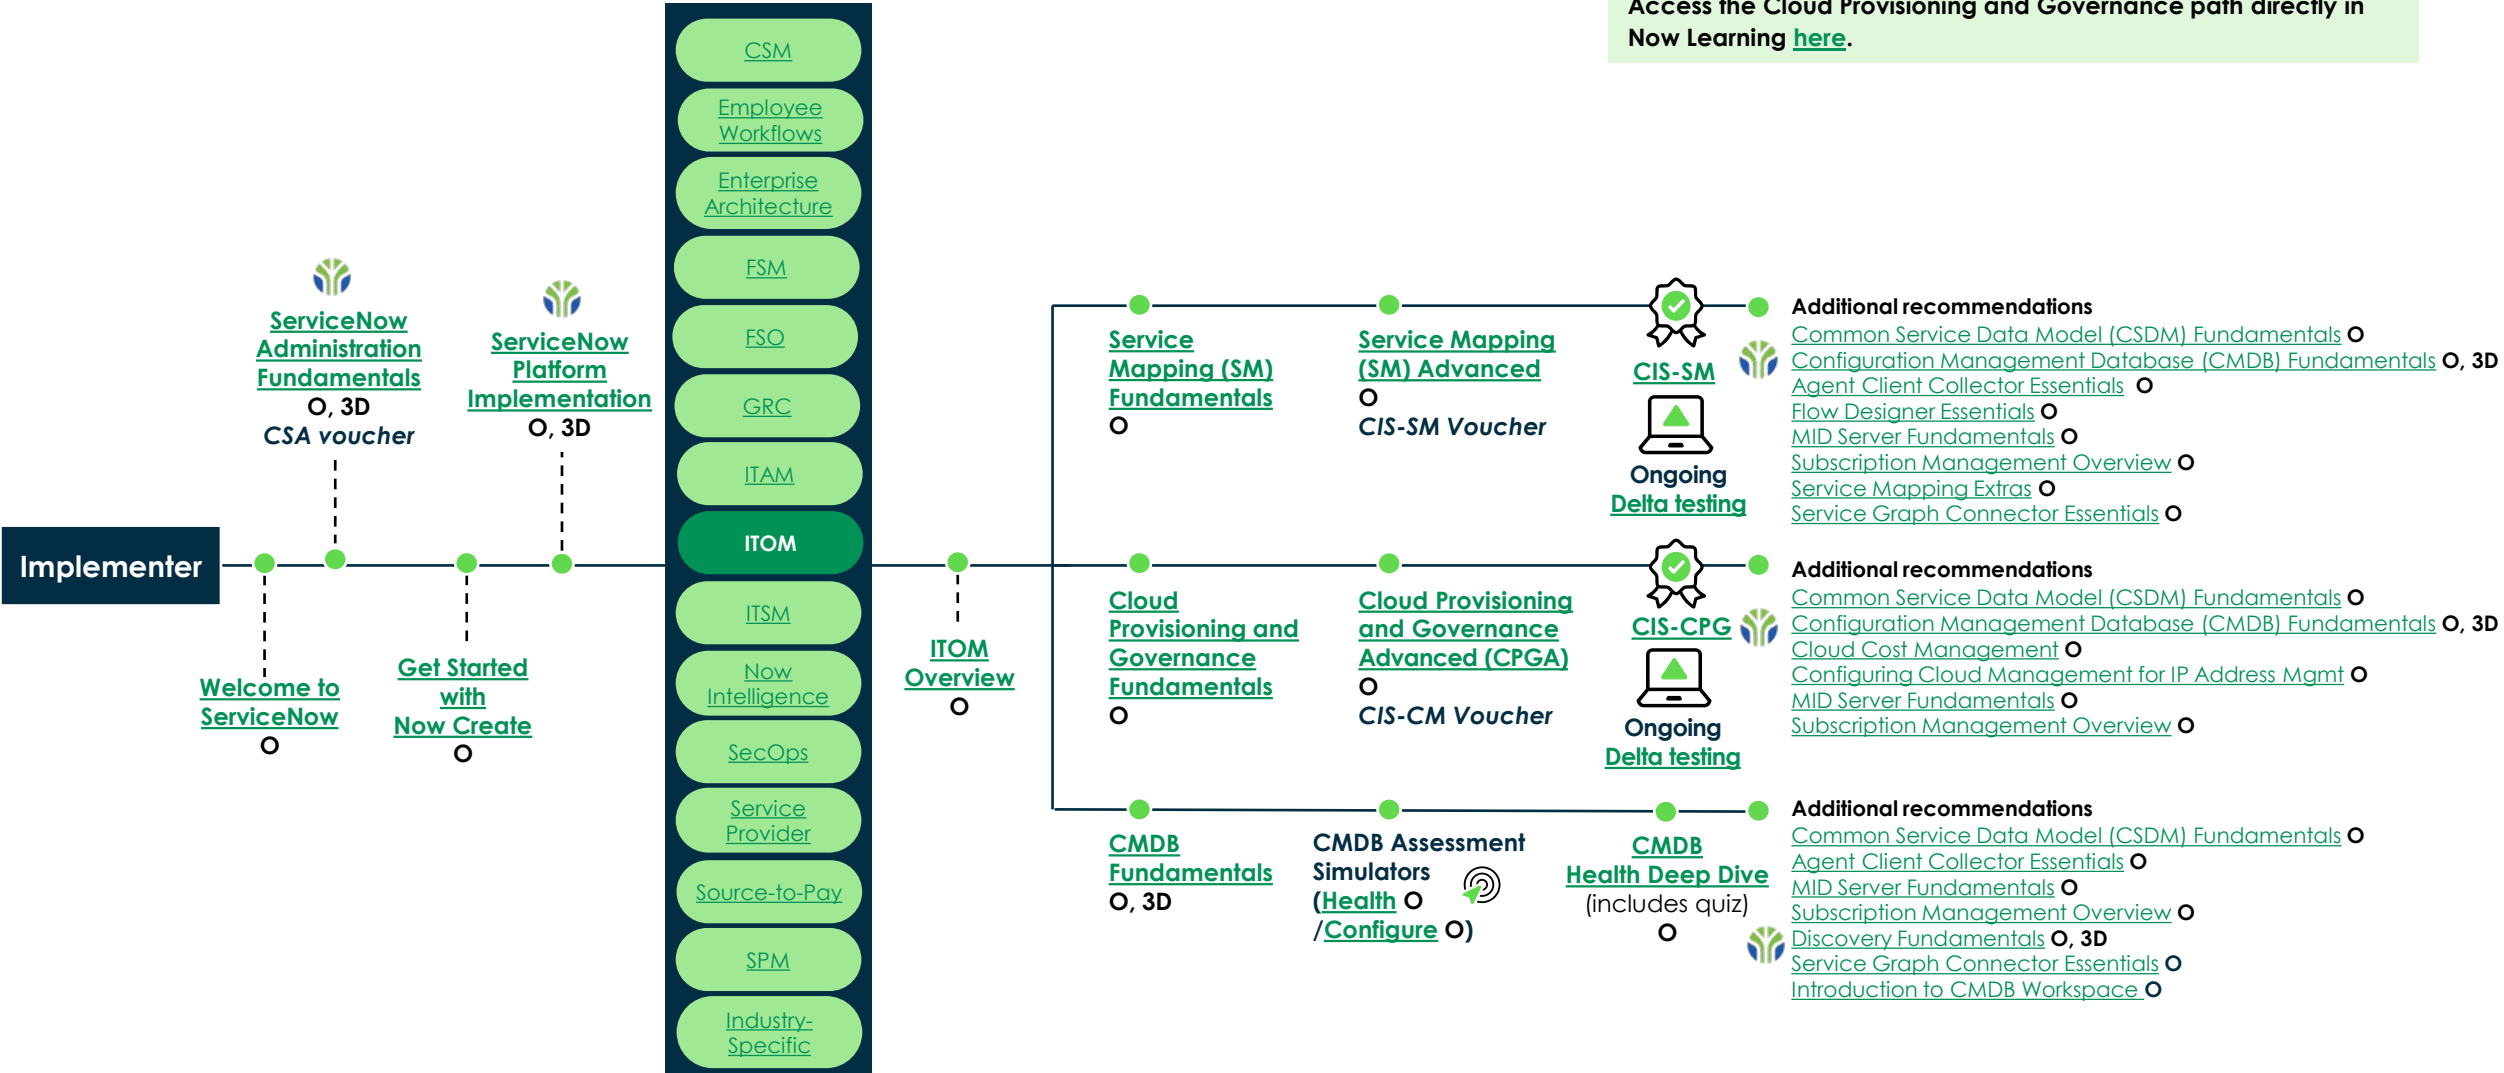 Access the Cloud Provisioning and Governance path directly in
Now Learning here.
Implementer
Welcome to
ServiceNow
O
ServiceNow
Administration
Fundamentals
O, 3D
CSA voucher
Get Started
with
Now Create
O
ServiceNow
Platform
Implementation
O, 3D
CSM
Employee
Workflows
Enterprise
Architecture
FSM
FSO
GRC
ITAM
ITOM
ITSM
Now
Intelligence
SecOps
Service
Provider
Source-to-Pay
SPM
Industry-
Specific
ITOM
Overview
O
Service
Mapping (SM)
Fundamentals
O
Service Mapping
(SM) Advanced
O
CIS-SM Voucher
CIS-SM
Ongoing
Delta testing
Additional recommendations
Common Service Data Model (CSDM) Fundamentals O
Configuration Management Database (CMDB) Fundamentals O, 3D
Agent Client Collector Essentials O
Flow Designer Essentials O
MID Server Fundamentals O
Subscription Management Overview O
Service Mapping Extras O
Service Graph Connector Essentials O
Cloud
Provisioning and
Governance
Fundamentals
O
Cloud Provisioning
and Governance
Advanced (CPGA)
O
CIS-CM Voucher
CIS-CPG
Ongoing
Delta testing
Additional recommendations
Common Service Data Model (CSDM) Fundamentals O
Configuration Management Database (CMDB) Fundamentals O, 3D
Cloud Cost Management O
Configuring Cloud Management for IP Address Mgmt O
MID Server Fundamentals O
Subscription Management Overview O
CMDB
Fundamentals
O, 3D
CMDB Assessment
Simulators
(Health O
/Configure O)
CMDB
Health Deep Dive
(includes quiz)
O
Additional recommendations
Common Service Data Model (CSDM) Fundamentals O
Agent Client Collector Essentials O
MID Server Fundamentals O
Subscription Management Overview O
Discovery Fundamentals O, 3D
Service Graph Connector Essentials O
Introduction to CMDB Workspace O